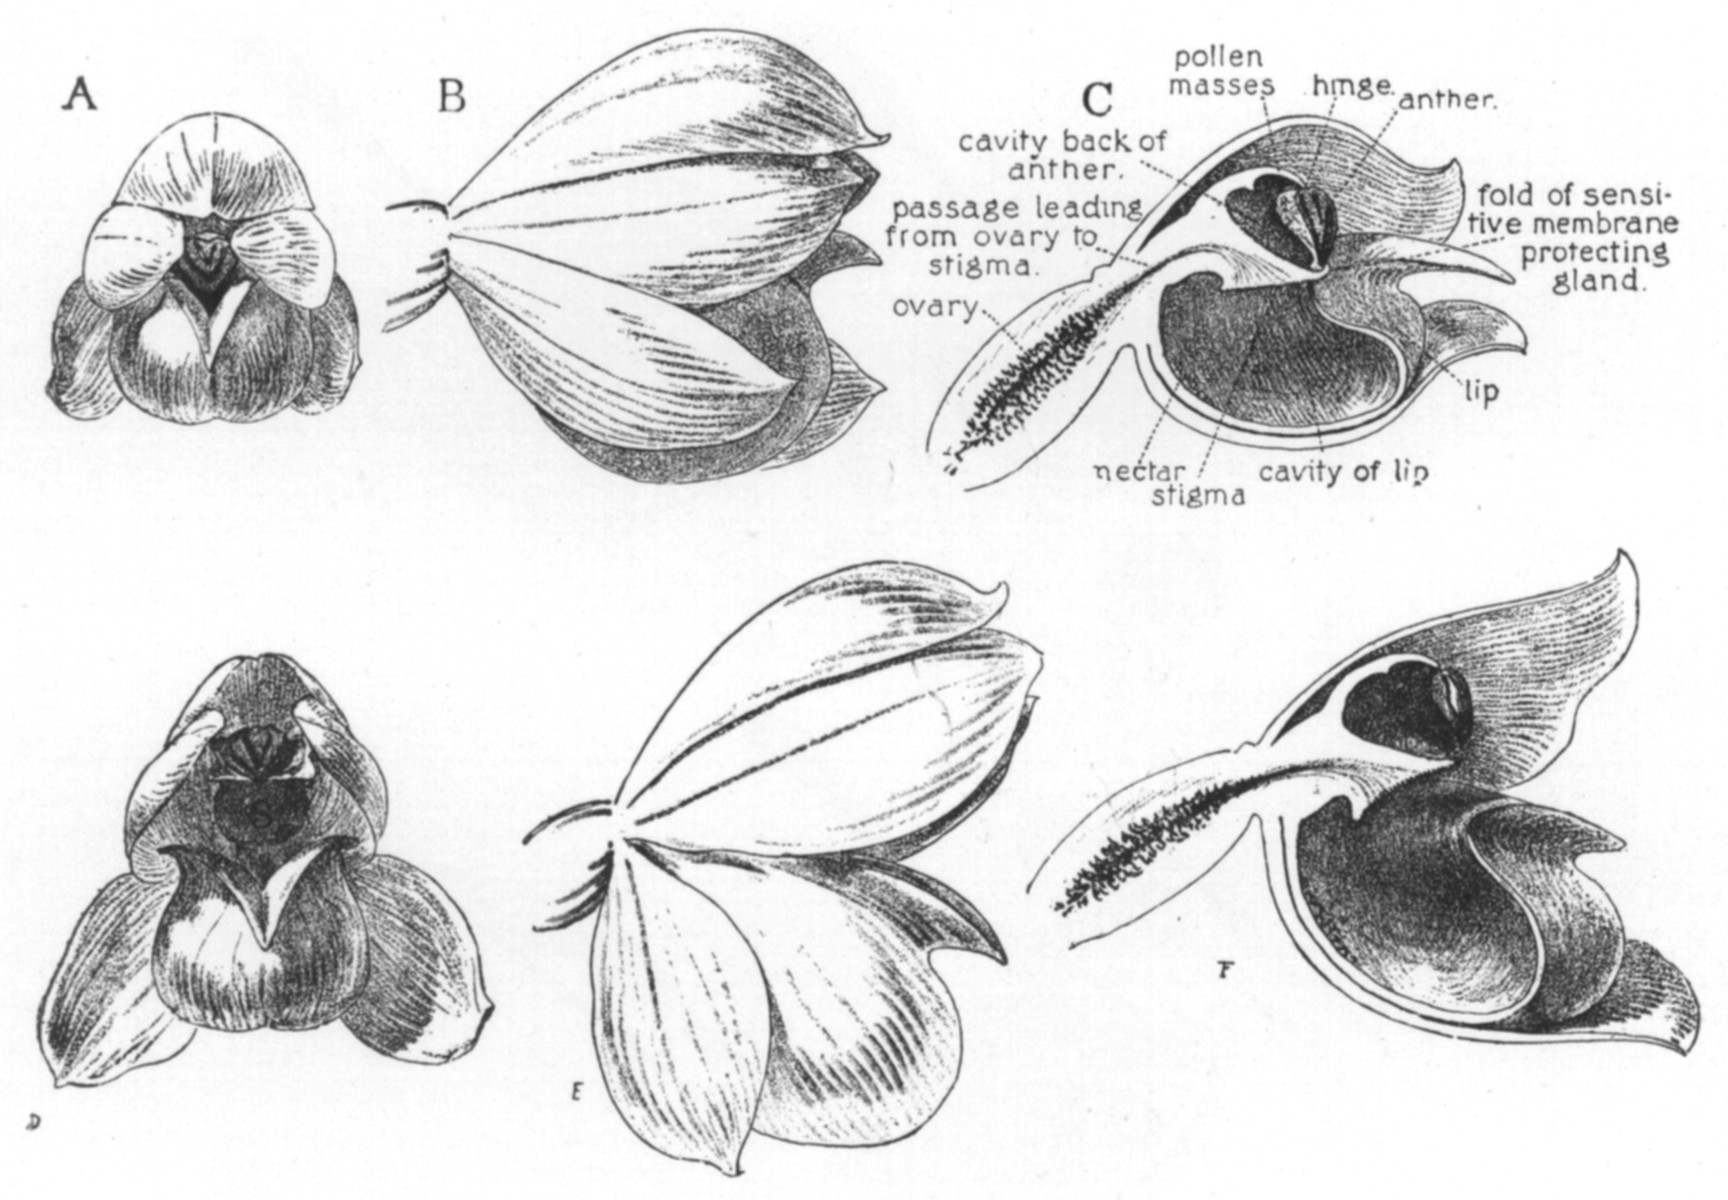 A
B
C
pollen
masses
hinge.
anther.
cavity back of
anther.
passage leading
from ovary to
stigma.
ovary
fold of sensi-
tive membrane
protecting
gland.
lip
nectar
stigma
cavity of lip
S
D
E
F